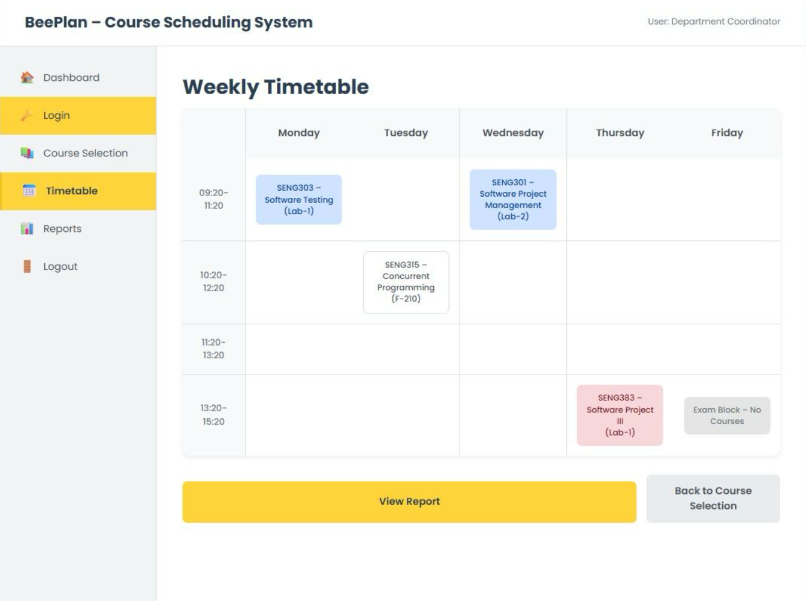 BeePlan – Course Scheduling System
User: Department Coordinator
Dashboard
Login
Course Selection
Timetable
Reports
Logout
Weekly Timetable
Monday
Tuesday
Wednesday
Thursday
Friday
09:20-
11:20
SENG303 –
Software Testing
(Lab-1)
SENG301 –
Software Project
Management
(Lab-2)
10:20-
12:20
SENG315 –
Concurrent
Programming
(F-210)
11:20-
13:20
13:20-
15:20
SENG383 –
Software Project
III
(Lab-1)
Exam Block – No
Courses
View Report
Back to Course
Selection